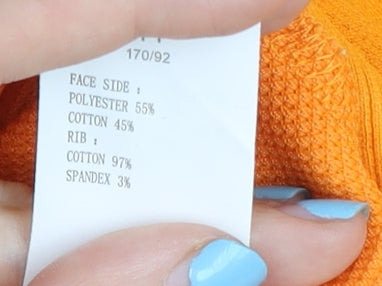 170/92
FACE SIDE :
POLYESTER 55%
COTTON 45%
RIB :
COTTON 97%
SPANDEX 3%